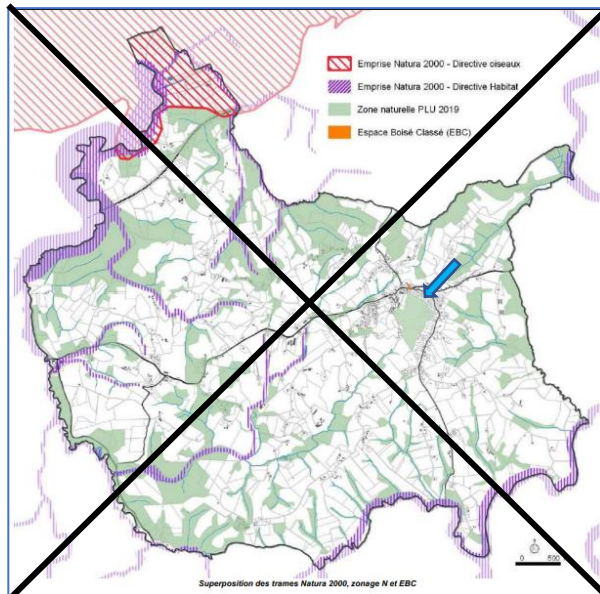 Emprise Natura 2000 - Directive oiseaux
Emprise Natura 2000 - Directive Habitat
Zone naturelle PLU 2019
Espace Boisé Classé (EBC)
0 500
Superposition des trames Natura 2000, zonage N et EBC